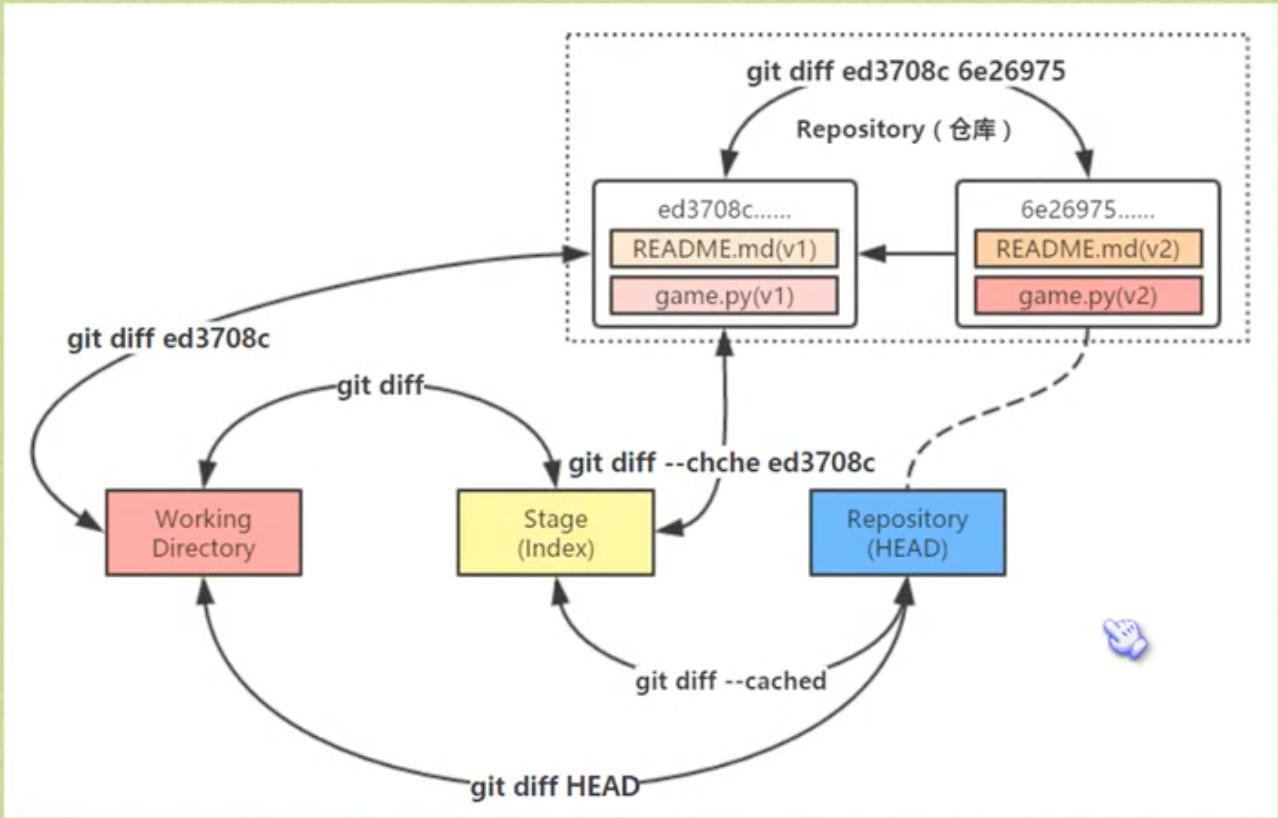 git diff ed3708c 6e26975
Repository（仓库）
ed3708c......
README.md(v1)
game.py(v1)
6e26975......
README.md(v2)
game.py(v2)
git diff ed3708c
git diff
git diff --chche ed3708c
Working
Directory
Stage
(Index)
Repository
(HEAD)
git diff --cached
git diff HEAD